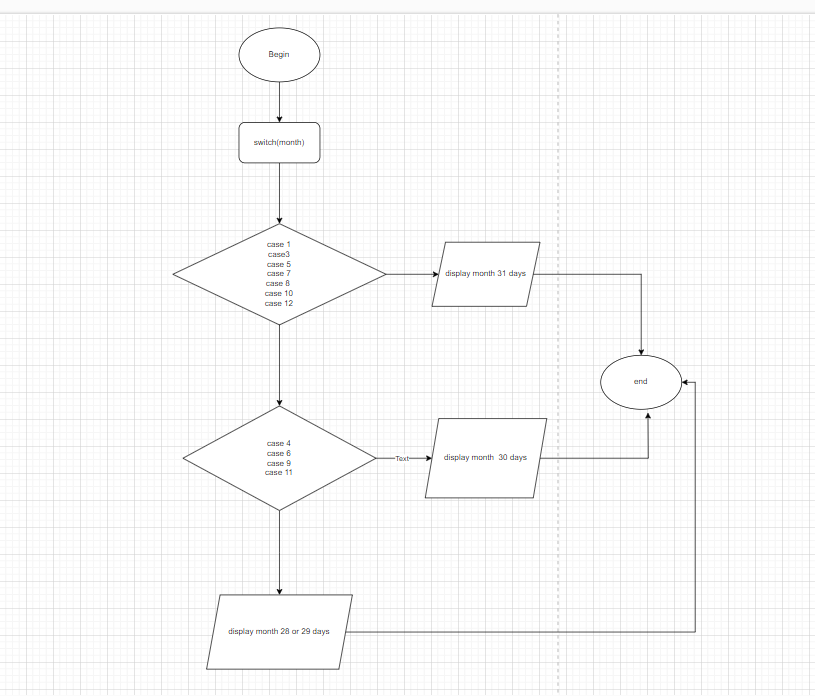 Begin
switch(month)
case 1
case3
case 5
case 7
case 8
case 10
case 12
display month 31 days
end
case 4
case 6
case 9
case 11
Text
display month  30 days
display month 28 or 29 days